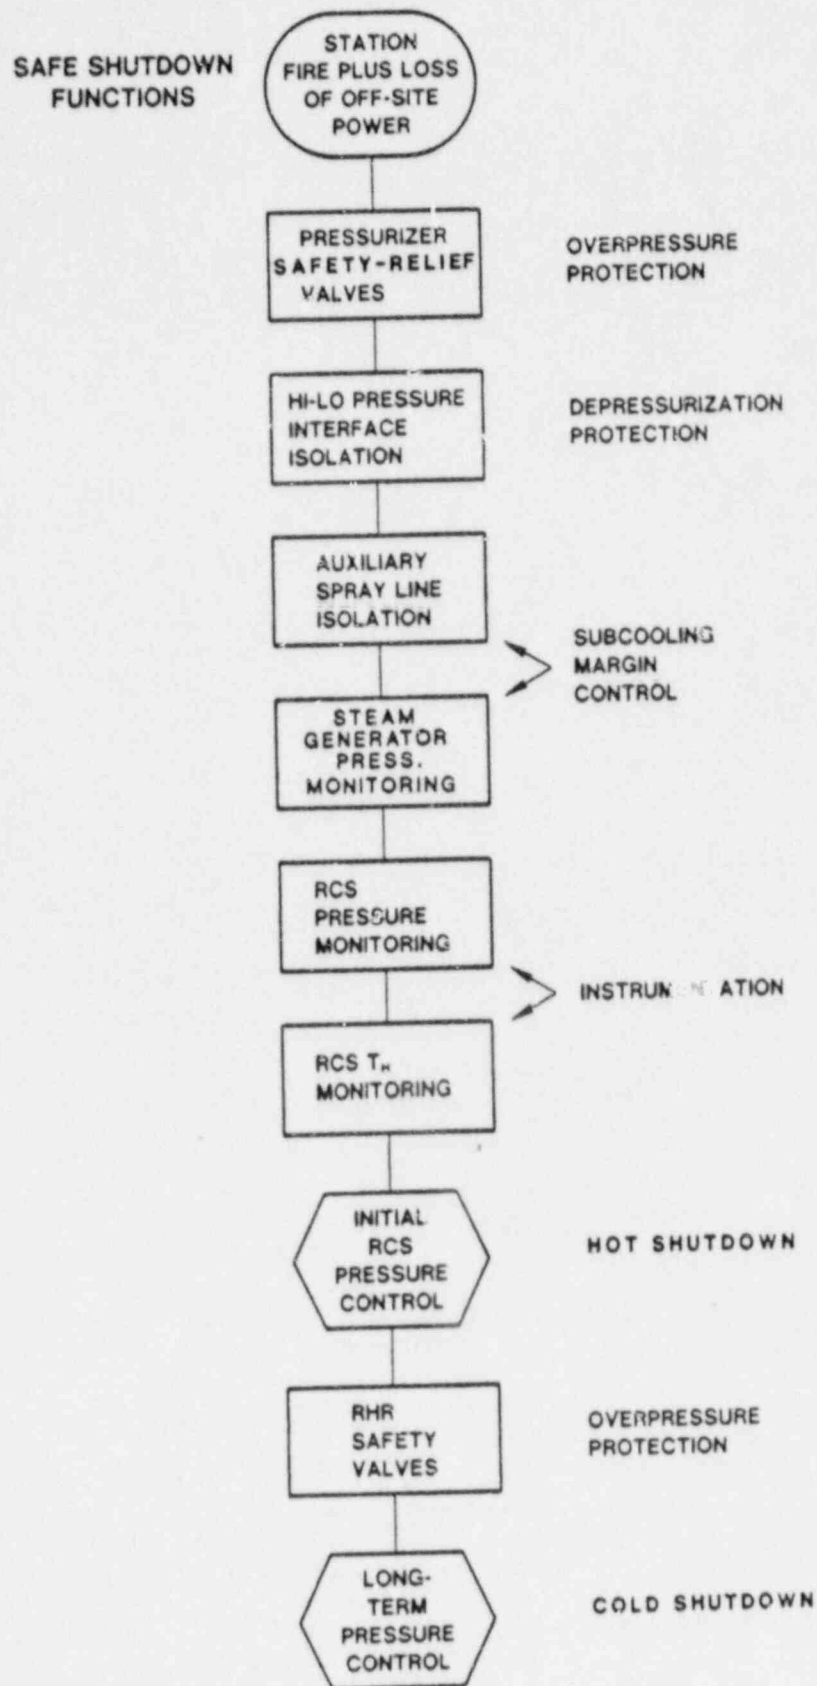 SAFE SHUTDOWN
FUNCTIONS
STATION
FIRE PLUS LOSS
OF OFF-SITE
POWER
PRESSURIZER
SAFETY-RELIEF
VALVES
OVERPRESSURE
PROTECTION
HI-LO PRESSURE
INTERFACE
ISOLATION
DEPRESSURIZATION
PROTECTION
AUXILIARY
SPRAY LINE
ISOLATION
SUBCOOLING
MARGIN
CONTROL
STEAM
GENERATOR
PRESS.
MONITORING
RCS
PRESSURE
MONITORING
INSTRUMENTATION
RCS T_H
MONITORING
INITIAL
RCS
PRESSURE
CONTROL
HOT SHUTDOWN
RHR
SAFETY
VALVES
OVERPRESSURE
PROTECTION
LONG-
TERM
PRESSURE
CONTROL
COLD SHUTDOWN